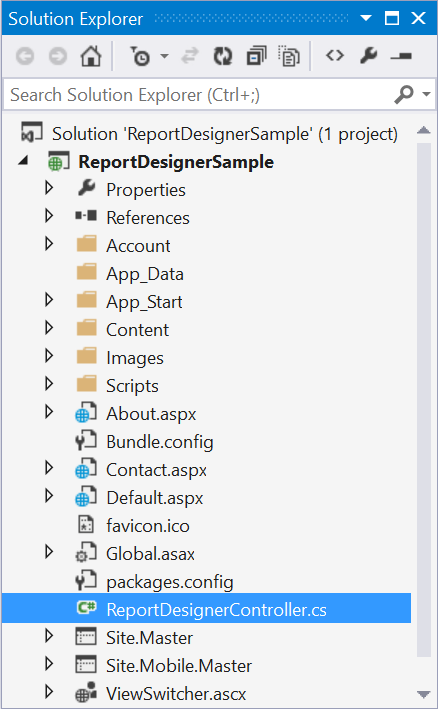 Solution Explorer
Search Solution Explorer (Ctrl+;)
Solution 'ReportDesignerSample' (1 project)
ReportDesignerSample
Properties
References
Account
App_Data
App_Start
Content
Images
Scripts
About.aspx
Bundle.config
Contact.aspx
Default.aspx
favicon.ico
Global.asax
packages.config
C# ReportDesignerController.cs
Site.Master
Site.Mobile.Master
ViewSwitcher.ascx